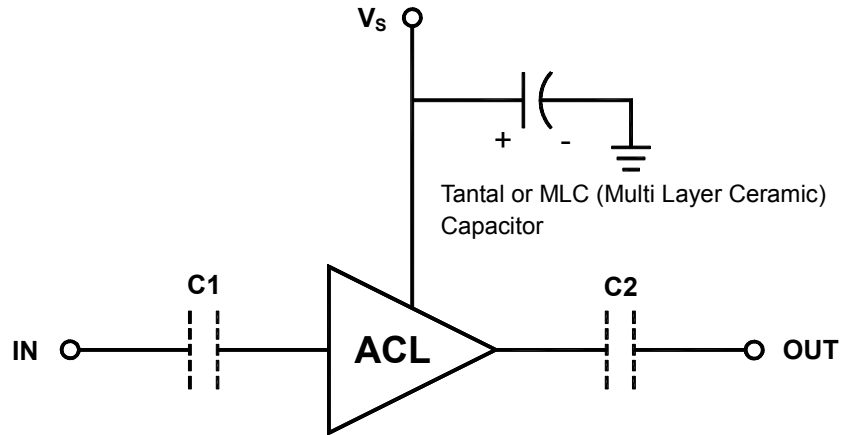 Vs
+ -
Tantal or MLC (Multi Layer Ceramic)
Capacitor
C1 C2
IN ACL OUT